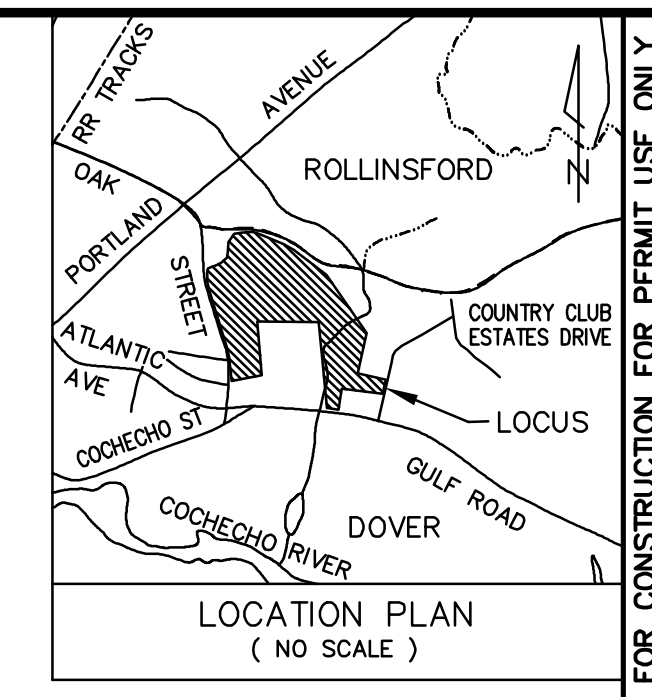 RR TRACKS
AVENUE
OAK
ROLLINSFORD
N
PORTLAND
STREET
COUNTRY CLUB
ESTATES DRIVE
ATLANTIC
AVE
LOCUS
COCHECHO ST
GULF ROAD
COCHECHO RIVER
DOVER
LOCATION PLAN
( NO SCALE )
FOR CONSTRUCTION FOR PERMIT USE ONLY